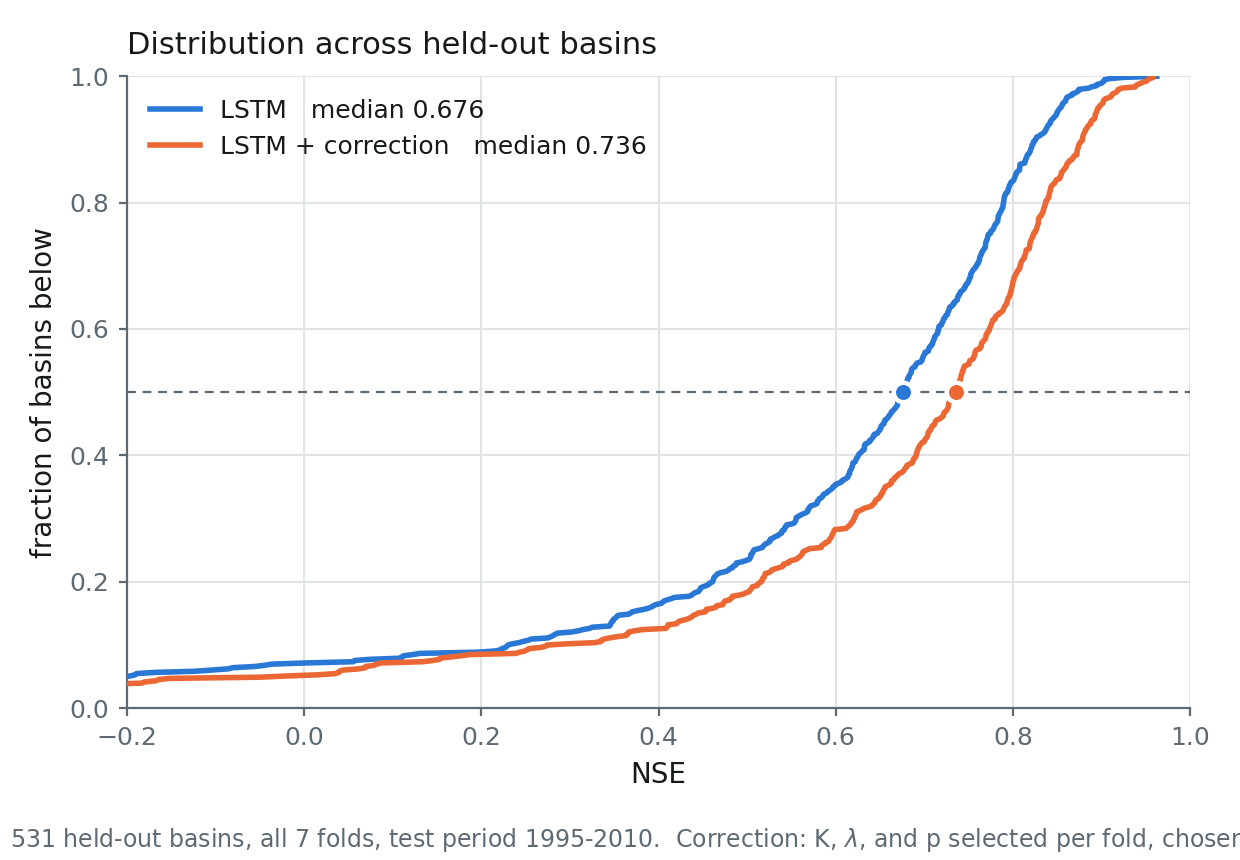 Distribution across held-out basins
1.0
LSTM median 0.676
LSTM + correction median 0.736
0.8
0.6
0.4
0.2
0.0
fraction of basins below
−0.2 0.0 0.2 0.4 0.6 0.8 1.0
NSE
531 held-out basins, all 7 folds, test period 1995-2010. Correction: K, λ, and p selected per fold,